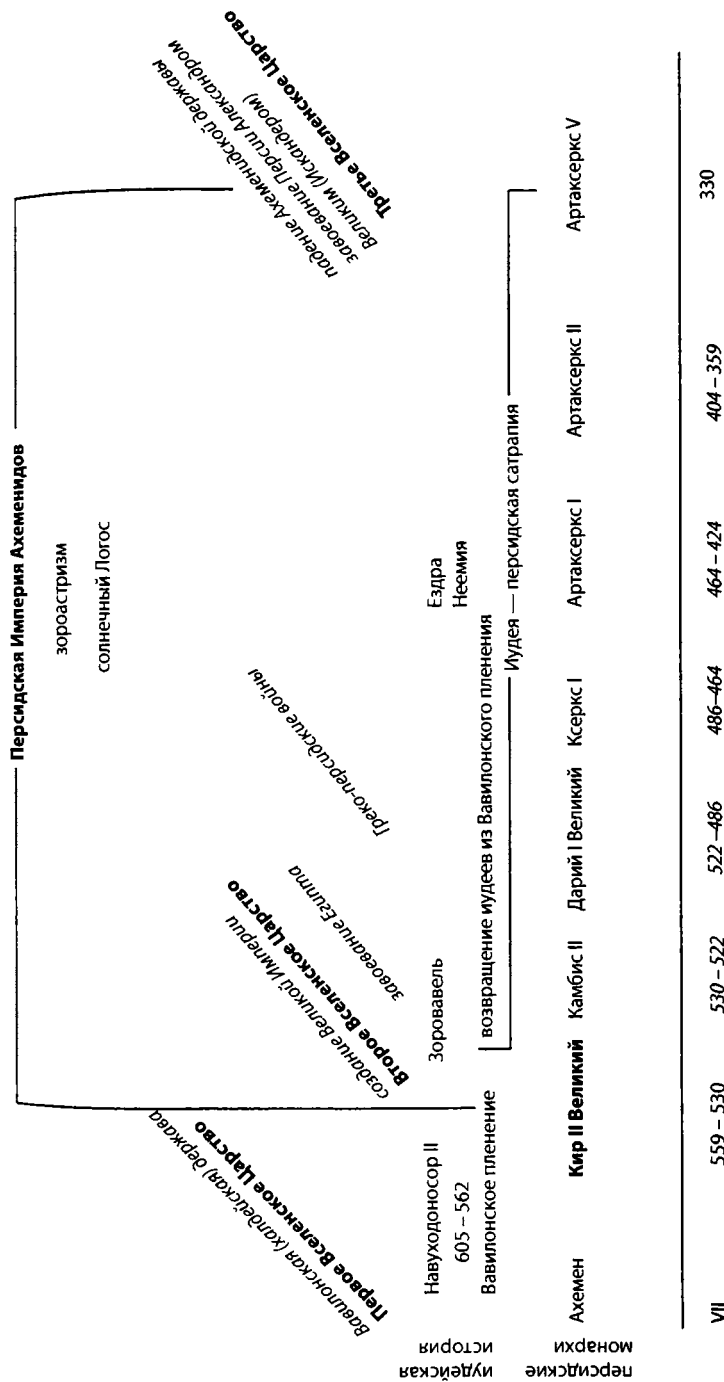 Персидская Империя Ахеменидов
зороастризм
солнечный Логос
Вавилонская (халдейская) держава
Первое Вселенское Царство
создание Великой Империи
Второе Вселенское Царство
завоевание Египта
Греко-персидские войны
падение Ахеменидской державы
завоевание Персии Александром
Великим (Искандером)
Третье Вселенское Царство
иудейская
история
Навуходоносор II
605 – 562
Вавилонское пленение
Зоровавель
Ездра
Неемия
возвращение иудеев из Вавилонского пленения
Иудея — персидская сатрапия
персидские
монархи
Ахемен
Кир II Великий
Камбис II
Дарий I Великий
Ксеркс I
Артаксеркс I
Артаксеркс II
Артаксеркс V
VII
559 – 530
530 – 522
522–486
486–464
464 – 424
404 – 359
330